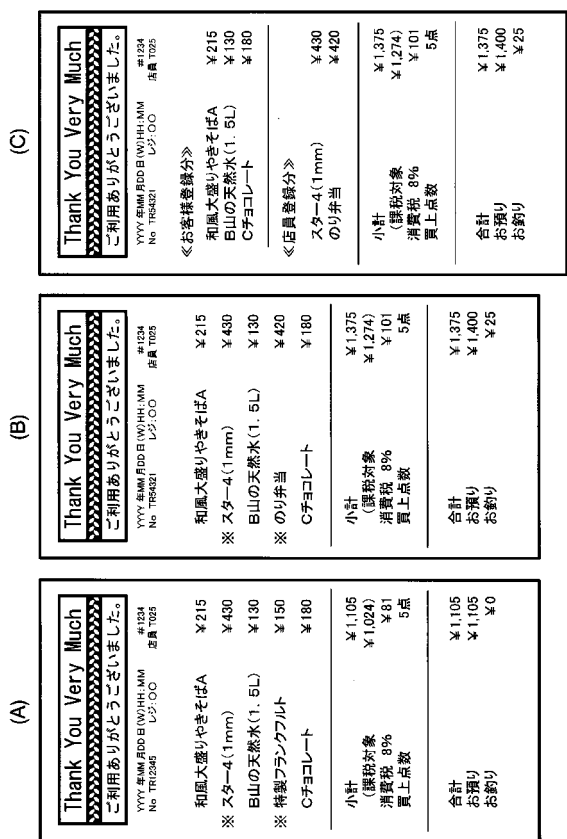 (A)
Thank You Very Much
ご利用ありがとうございました。
YYYY 年MM 月DD 日(W)HH:MM #1234
No TR12345 レジ:○○ 店員 T025
和風大盛りやきそばA ¥215
※ スター4(1mm) ¥430
B山の天然水(1. 5L) ¥130
※ 特製フランクフルト ¥150
Cチョコレート ¥180
小計 ¥1,105
(課税対象 ¥1,024)
消費税 8% ¥81
買上点数 5点
合計 ¥1,105
お預り ¥1,105
お釣り ¥0
(B)
Thank You Very Much
ご利用ありがとうございました。
YYYY 年MM 月DD 日(W)HH:MM #1234
No TR54321 レジ:○○ 店員 T025
和風大盛りやきそばA ¥215
※ スター4(1mm) ¥430
B山の天然水(1. 5L) ¥130
※ のり弁当 ¥420
Cチョコレート ¥180
小計 ¥1,375
(課税対象 ¥1,274)
消費税 8% ¥101
買上点数 5点
合計 ¥1,375
お預り ¥1,400
お釣り ¥25
(C)
Thank You Very Much
ご利用ありがとうございました。
YYYY 年MM 月DD 日(W)HH:MM #1234
No TR54321 レジ:○○ 店員 T025
≪お客様登録分≫
和風大盛りやきそばA ¥215
B山の天然水(1. 5L) ¥130
Cチョコレート ¥180
≪店員登録分≫
スター4(1mm) ¥430
のり弁当 ¥420
小計 ¥1,375
(課税対象 ¥1,274)
消費税 8% ¥101
買上点数 5点
合計 ¥1,375
お預り ¥1,400
お釣り ¥25